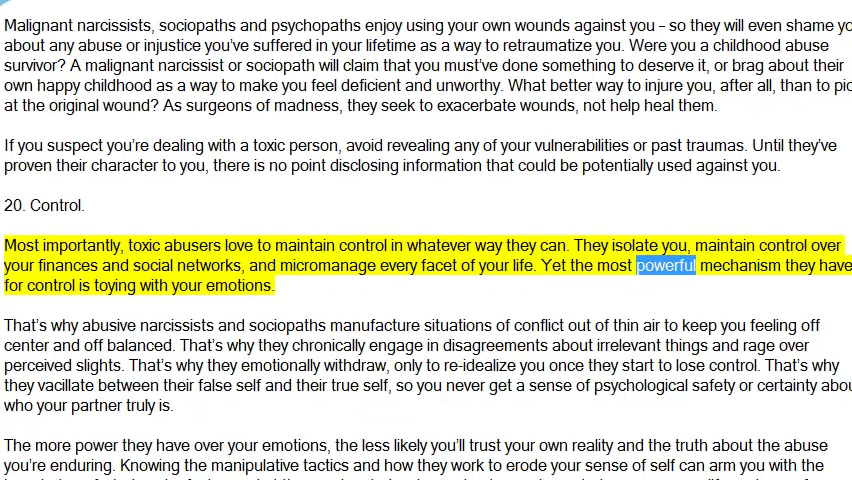 Malignant narcissists, sociopaths and psychopaths enjoy using your own wounds against you – so they will even shame
about any abuse or injustice you’ve suffered in your lifetime as a way to retraumatize you. Were you a childhood abuse
survivor? A malignant narcissist or sociopath will claim that you must’ve done something to deserve it, or brag about their
own happy childhood as a way to make you feel deficient and unworthy. What better way to injure you, after all, than to
at the original wound? As surgeons of madness, they seek to exacerbate wounds, not help heal them.
If you suspect you’re dealing with a toxic person, avoid revealing any of your vulnerabilities or past traumas. Until they’ve
proven their character to you, there is no point disclosing information that could be potentially used against you.
20. Control.
Most importantly, toxic abusers love to maintain control in whatever way they can. They isolate you, maintain control over
your finances and social networks, and micromanage every facet of your life. Yet the most powerful mechanism they have
for control is toying with your emotions.
That’s why abusive narcissists and sociopaths manufacture situations of conflict out of thin air to keep you feeling off
center and off balanced. That’s why they chronically engage in disagreements about irrelevant things and rage over
perceived slights. That’s why they emotionally withdraw, only to re-idealize you once they start to lose control. That’s why
they vacillate between their false self and their true self, so you never get a sense of psychological safety or certainty
who your partner truly is.
The more power they have over your emotions, the less likely you’ll trust your own reality and the truth about the abuse
you’re enduring. Knowing the manipulative tactics and how they work to erode your sense of self can arm you with the